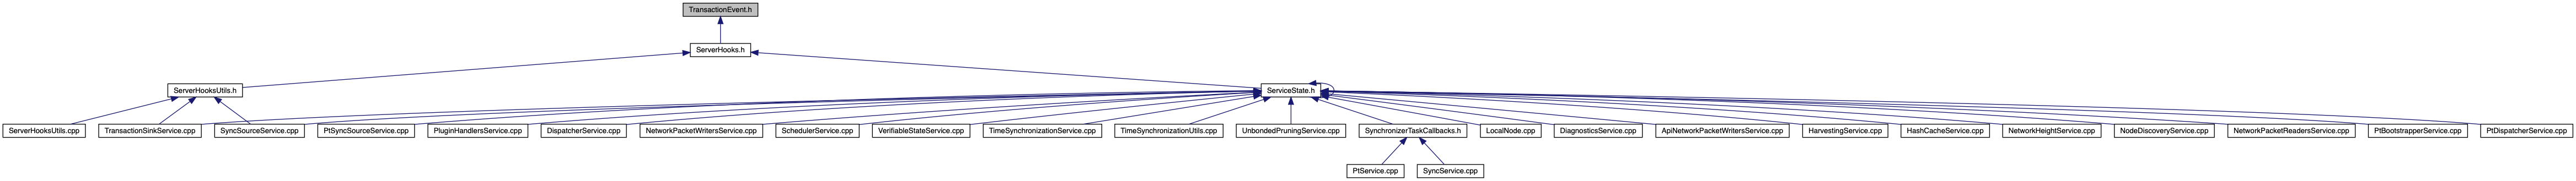 TransactionEvent.h
ServerHooks.h
ServerHooksUtils.h
ServiceState.h
ServerHooksUtils.cpp
TransactionSinkService.cpp
SyncSourceService.cpp
PtSyncSourceService.cpp
PluginHandlersService.cpp
DispatcherService.cpp
NetworkPacketWritersService.cpp
SchedulerService.cpp
VerifiableStateService.cpp
TimeSynchronizationService.cpp
TimeSynchronizationUtils.cpp
UnbondedPruningService.cpp
SynchronizerTaskCallbacks.h
LocalNode.cpp
DiagnosticsService.cpp
ApiNetworkPacketWritersService.cpp
HarvestingService.cpp
HashCacheService.cpp
NetworkHeightService.cpp
NodeDiscoveryService.cpp
NetworkPacketReadersService.cpp
PtBootstrapperService.cpp
PtDispatcherService.cpp
PtService.cpp
SyncService.cpp